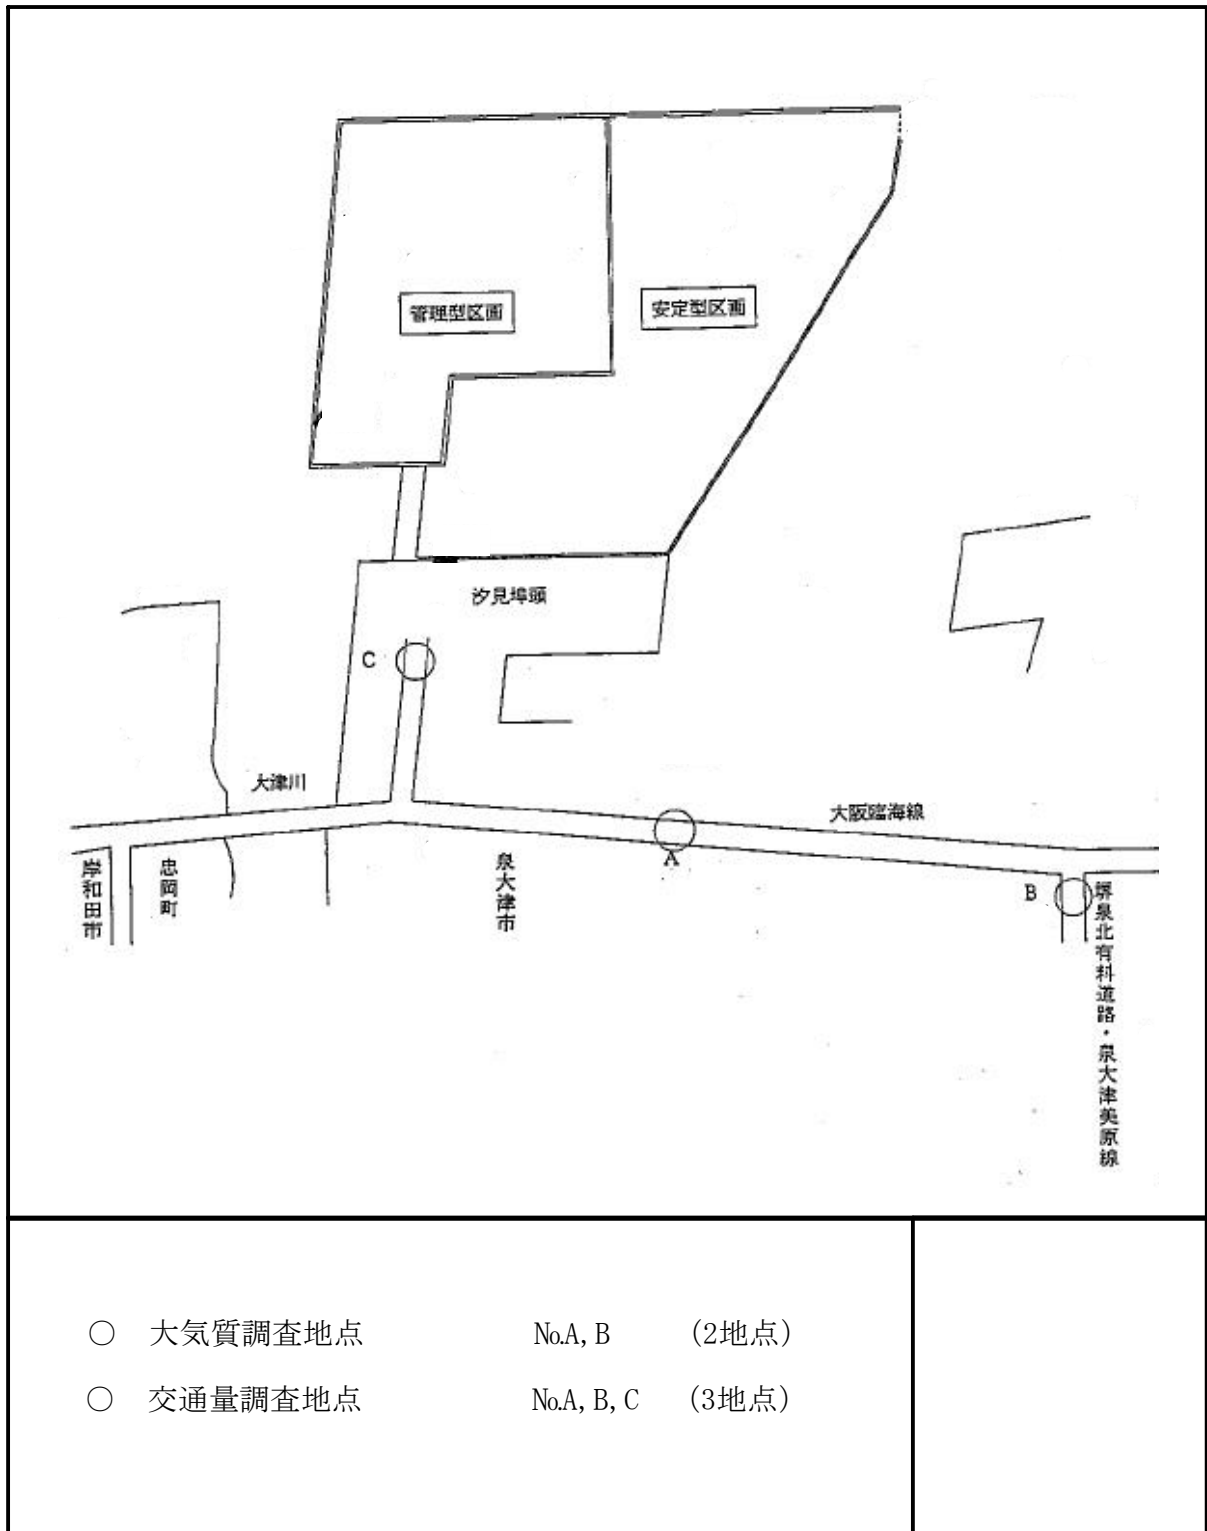 管理型区画
安定型区画
汐見埠頭
C
大津川
大阪臨海線
A
岸和田市
忠岡町
泉大津市
B
堺泉北有料道路・泉大津美原線
○ 大気質調査地点 №A, B (2地点)
○ 交通量調査地点 №A, B, C (3地点)